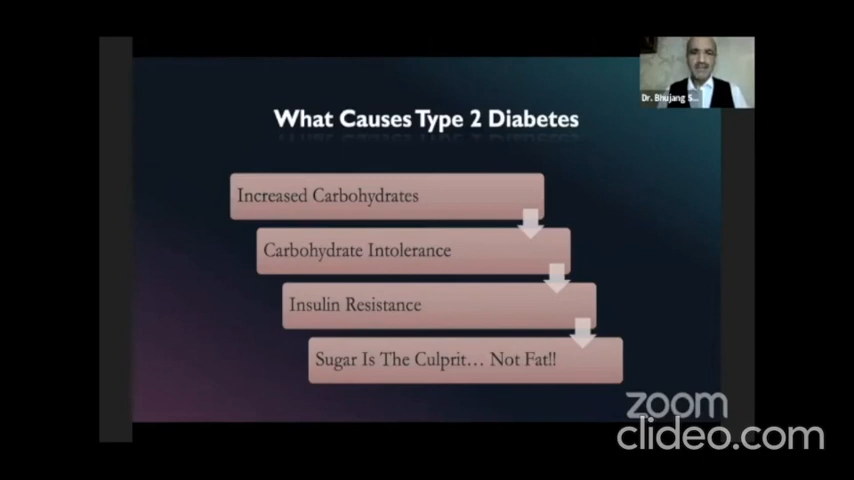 Dr. Bhujang S...
What Causes Type 2 Diabetes
Increased Carbohydrates
Carbohydrate Intolerance
Insulin Resistance
Sugar Is The Culprit... Not Fat!!
zoom
clideo.com